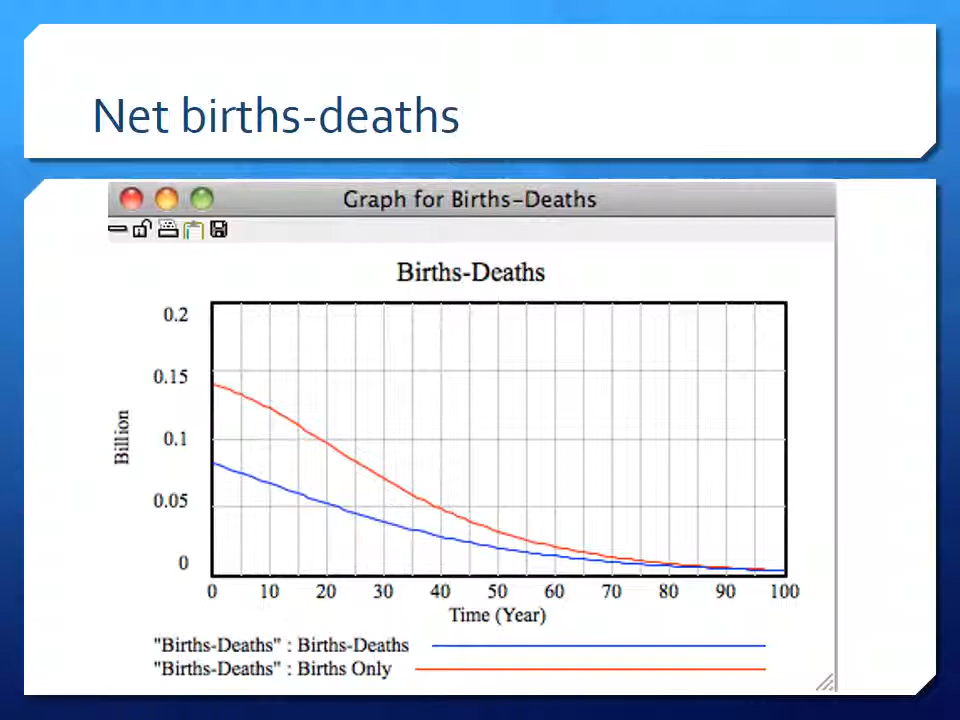 Net births-deaths
Graph for Births-Deaths
Births-Deaths
0.2
0.15
0.1
0.05
0
Billion
0 10 20 30 40 50 60 70 80 90 100
Time (Year)
"Births-Deaths" : Births-Deaths
"Births-Deaths" : Births Only